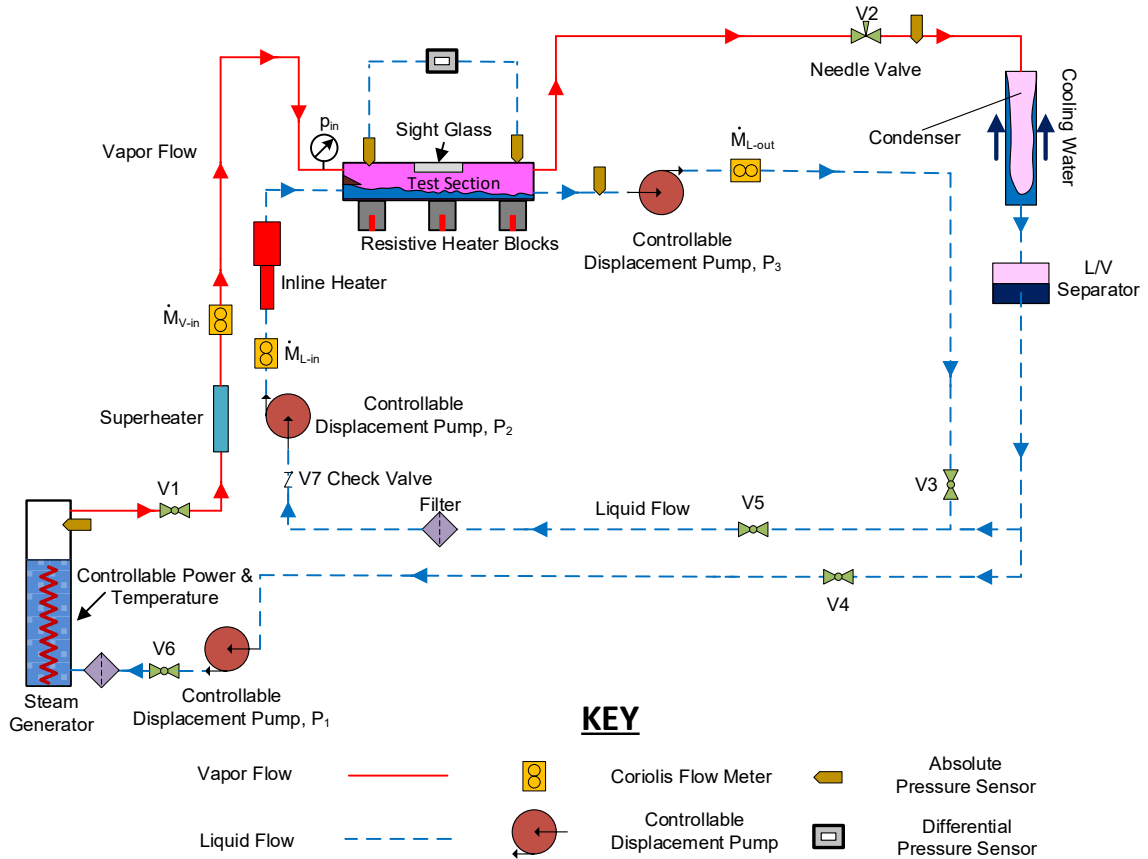 V2
Needle Valve
Cooling Water
Condenser
p_in
Sight Glass
Ṁ_L-out
Vapor Flow
Test Section
Resistive Heater Blocks
Controllable
Displacement Pump, P₃
L/V
Separator
Inline Heater
Ṁ_V-in
Ṁ_L-in
Superheater
Controllable
Displacement Pump, P₂
V7 Check Valve
V1
Filter
Liquid Flow
V5
V3
Controllable Power &
Temperature
V4
V6
Steam
Generator
Controllable
Displacement Pump, P₁
KEY
Vapor Flow
Coriolis Flow Meter
Absolute
Pressure Sensor
Liquid Flow
Controllable
Displacement Pump
Differential
Pressure Sensor